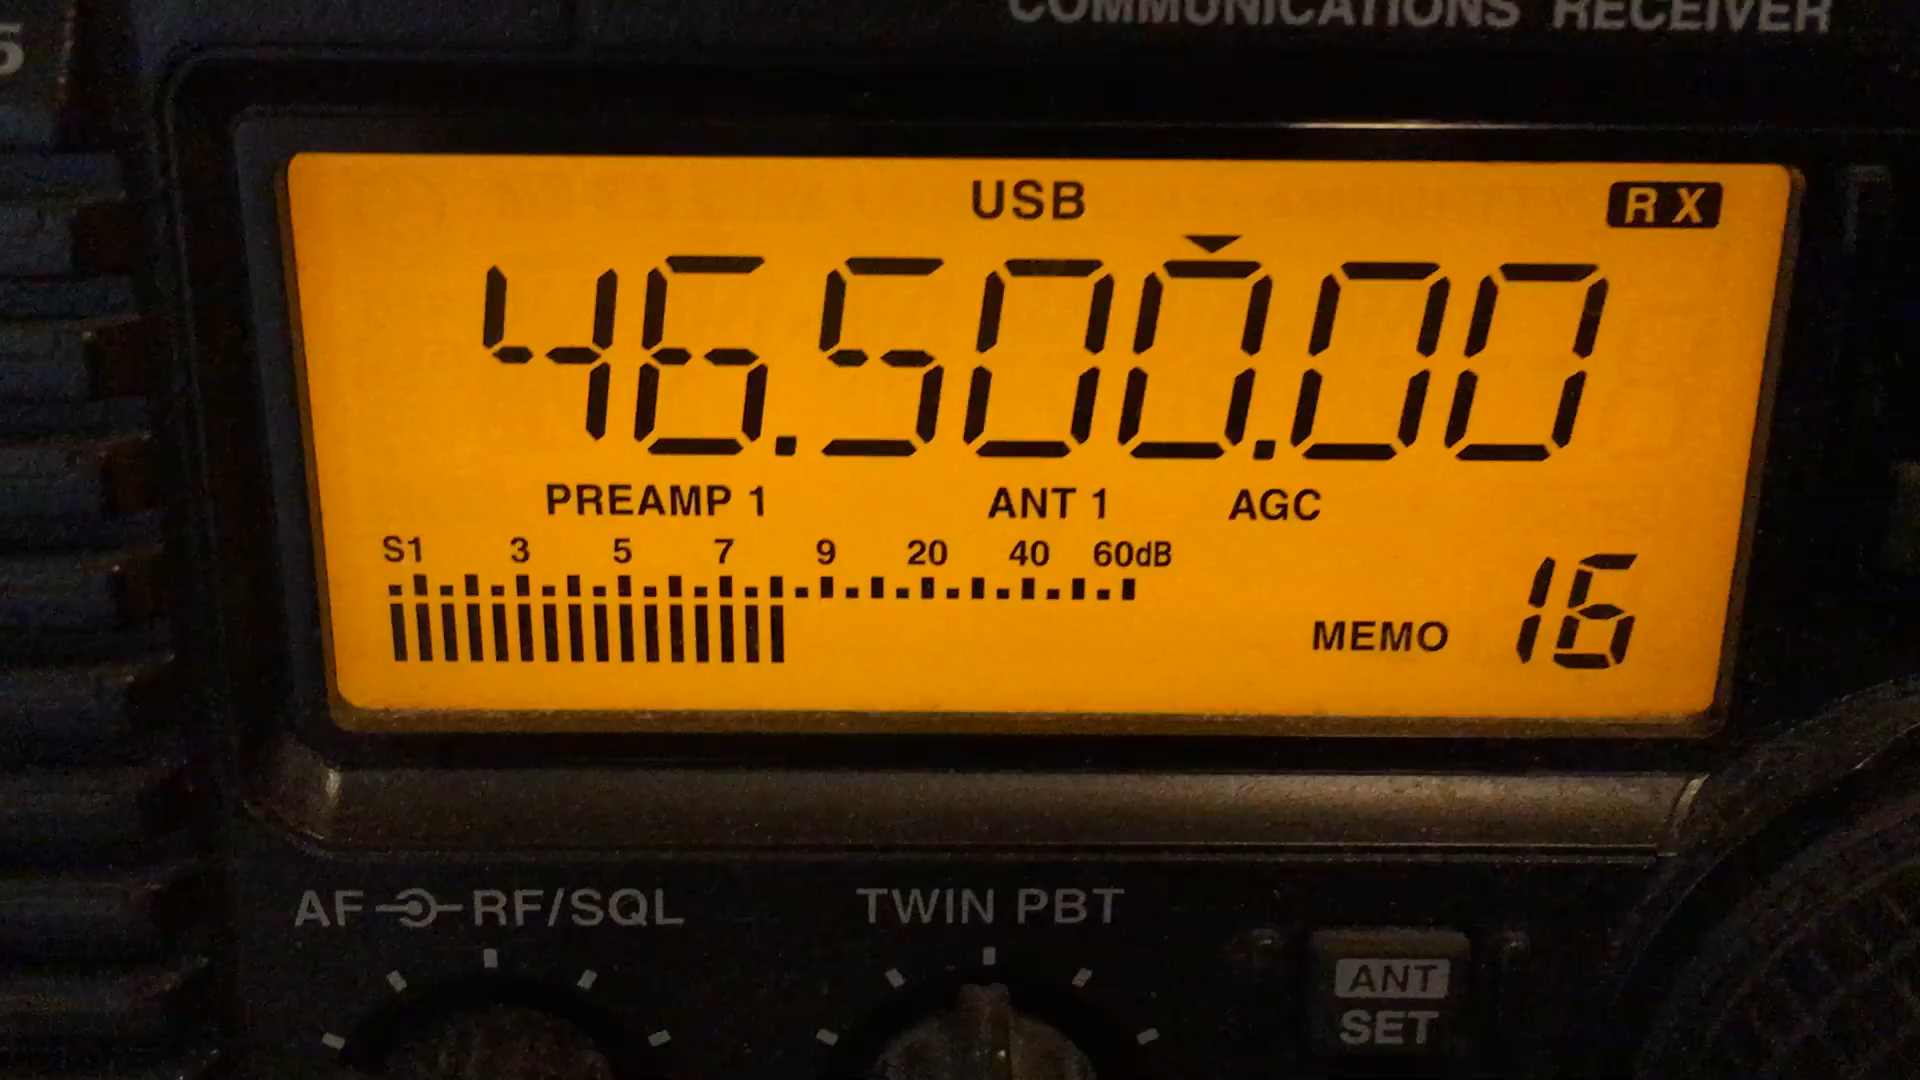 COMMUNICATIONS RECEIVER
5
USB
RX
46.500.00
PREAMP 1 ANT 1 AGC
S1 3 5 7 9 20 40 60dB
MEMO 16
AF RF/SQL
TWIN PBT
ANT
SET